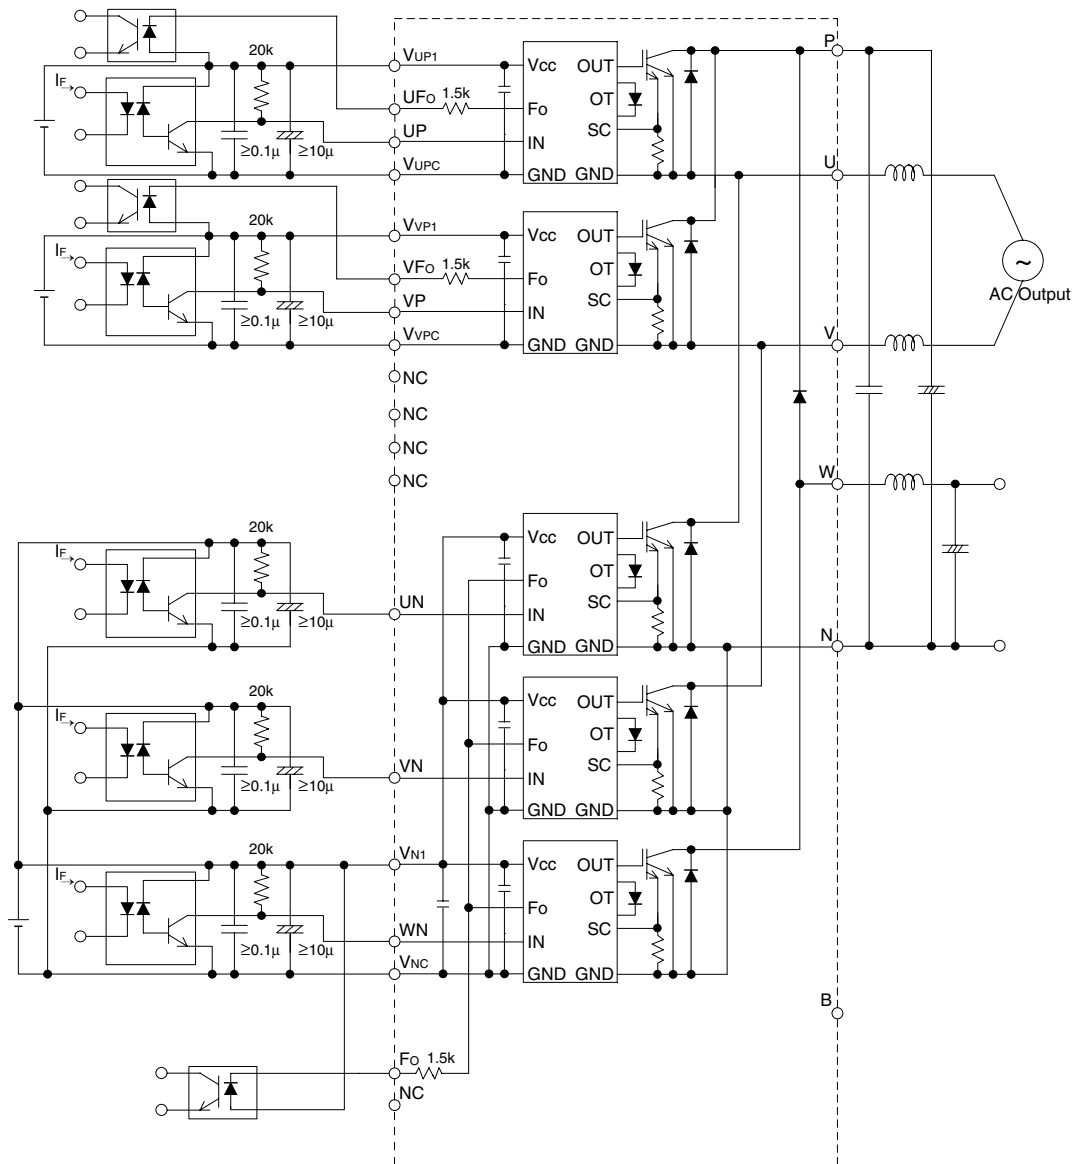 20k
IF
≥0.1μ
≥10μ
VUP1
UFO 1.5k
UP
VUPC
Vcc
Fo
IN
GND
OUT
OT
SC
GND
P
U
20k
IF
≥0.1μ
≥10μ
VVP1
VFO 1.5k
VP
VVPC
Vcc
Fo
IN
GND
OUT
OT
SC
GND
V
~
AC Output
NC
NC
NC
NC
W
20k
IF
≥0.1μ
≥10μ
UN
Vcc
Fo
IN
GND
OUT
OT
SC
GND
N
20k
IF
≥0.1μ
≥10μ
VN
Vcc
Fo
IN
GND
OUT
OT
SC
GND
20k
IF
≥0.1μ
≥10μ
VN1
WN
VNC
Vcc
Fo
IN
GND
OUT
OT
SC
GND
B
FO 1.5k
NC